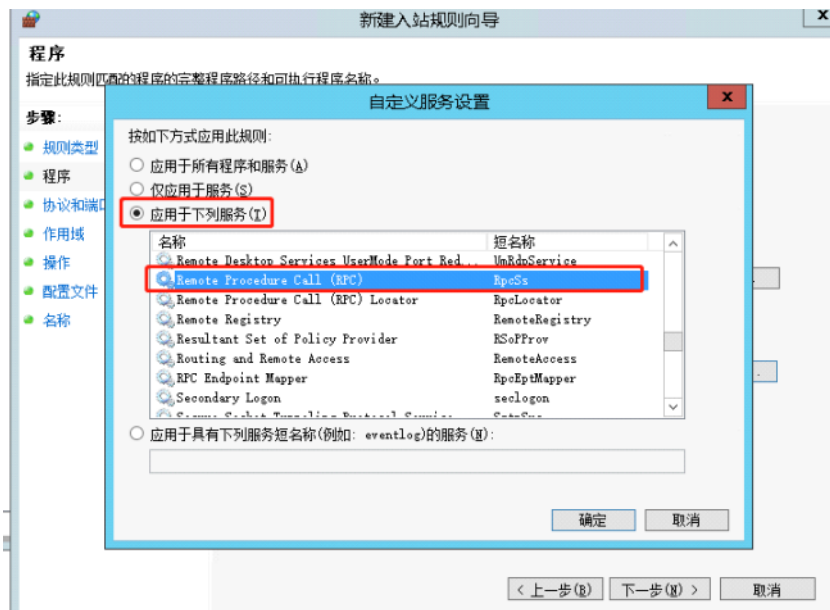 新建入站规则向导
x
程序
指定此规则匹配的程序的完整程序路径和可执行程序名称。
自定义服务设置
x
步骤:
规则类型
程序
协议和端口
作用域
操作
配置文件
名称
按如下方式应用此规则:
应用于所有程序和服务(A)
仅应用于服务(S)
应用于下列服务(T)
名称 短名称
Remote Desktop Services UserMode Port Red... UmRdpService
Remote Procedure Call (RPC) RpcSs
Remote Procedure Call (RPC) Locator RpcLocator
Remote Registry RemoteRegistry
Resultant Set of Policy Provider RSoPProv
Routing and Remote Access RemoteAccess
RPC Endpoint Mapper RpcEptMapper
Secondary Logon seclogon
Secure Socket Tunneling Protocol Service SstpSvc
应用于具有下列服务短名称(例如: eventlog)的服务(N):
确定 取消
< 上一步(B) 下一步(N) > 取消